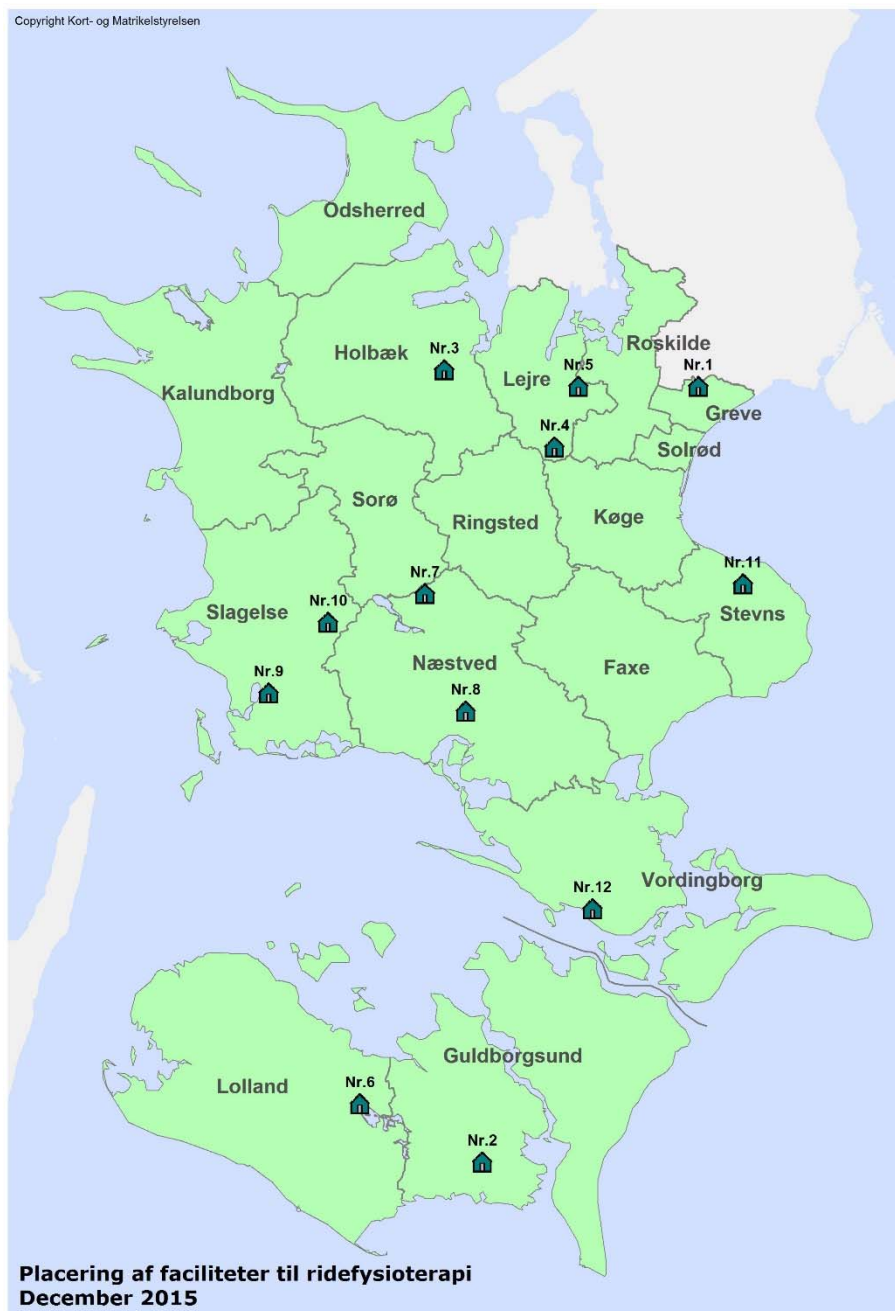 Copyright Kort- og Matrikelstyrelsen
Odsherred
Roskilde
Holbæk
Nr.3
Nr.5
Nr.1
Lejre
Kalundborg
Greve
Nr.4
Solrød
Sorø
Ringsted
Køge
Nr.11
Nr.7
Slagelse
Nr.10
Stevns
Næstved
Faxe
Nr.9
Nr.8
Vordingborg
Nr.12
Guldborgsund
Lolland
Nr.6
Nr.2
Placering af faciliteter til ridefysioterapi
December 2015